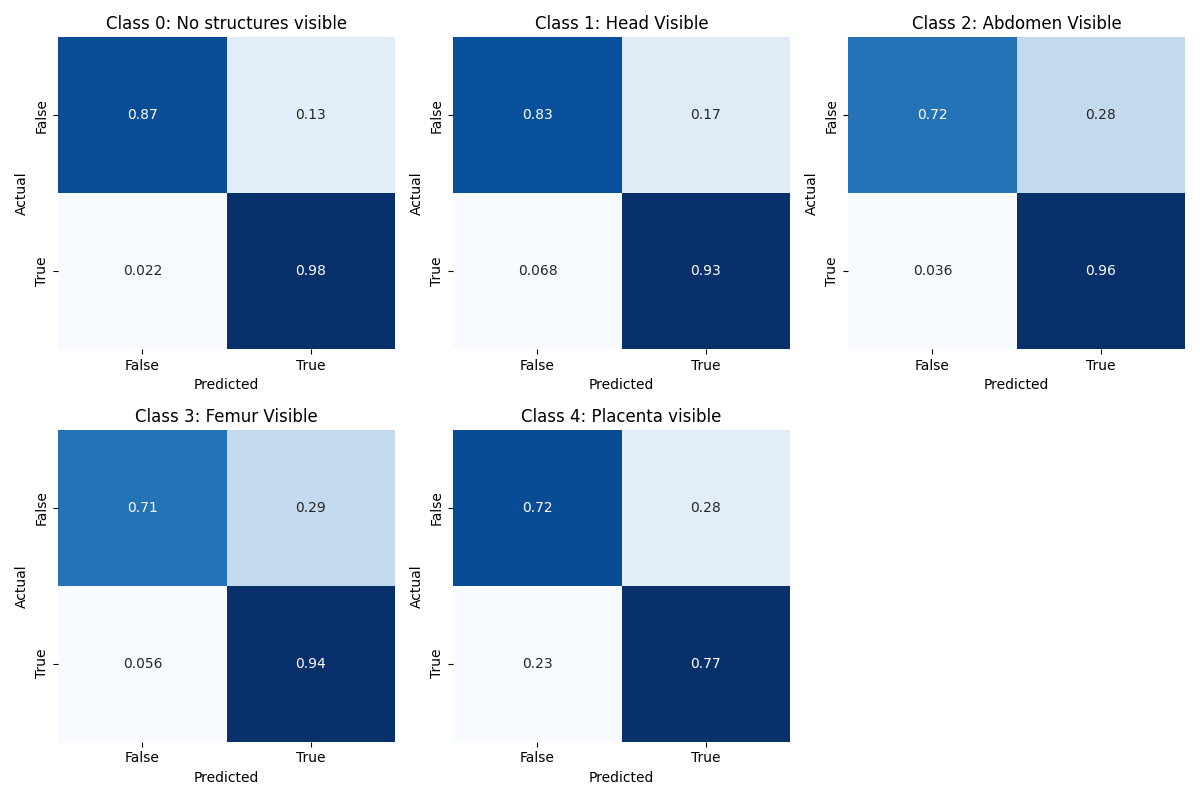 Class 0: No structures visible
Class 1: Head Visible
Class 2: Abdomen Visible
False
0.87
0.13
False
0.83
0.17
False
0.72
0.28
Actual
Actual
Actual
True
0.022
0.98
True
0.068
0.93
True
0.036
0.96
False
True
False
True
False
True
Predicted
Predicted
Predicted
Class 3: Femur Visible
Class 4: Placenta visible
False
0.71
0.29
False
0.72
0.28
Actual
Actual
True
0.056
0.94
True
0.23
0.77
False
True
False
True
Predicted
Predicted